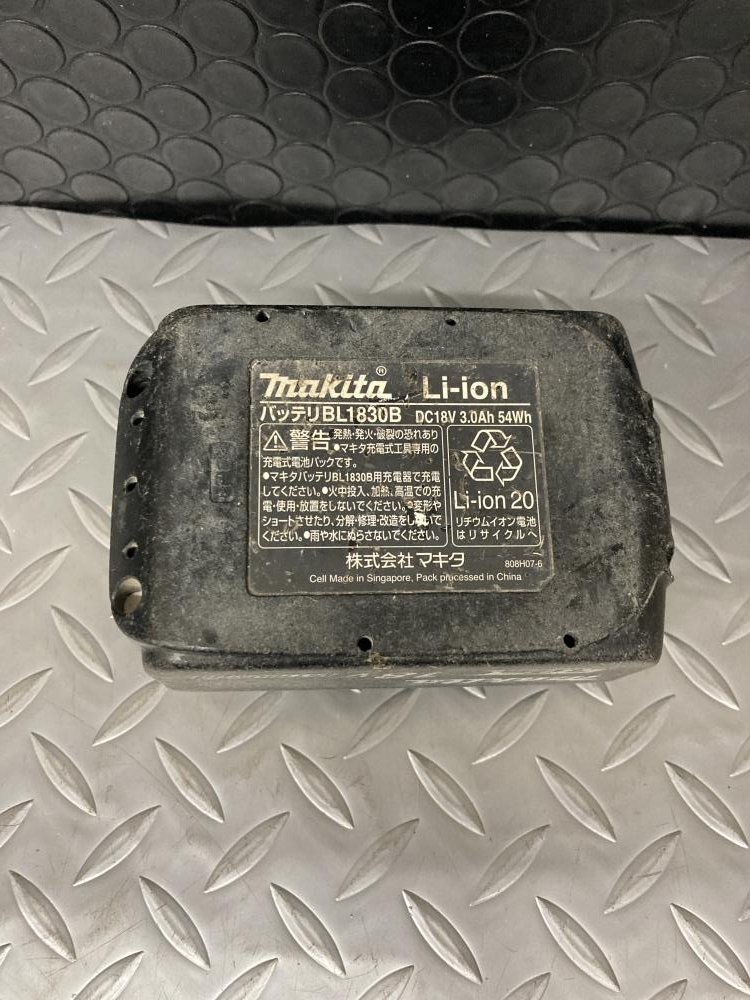 makita® Li-ion
バッテリBL1830B DC18V 3.0Ah 54Wh
警告 発熱・発火・破裂の恐れあり
●マキタ充電式工具専用の
充電式電池パックです。
●マキタバッテリBL1830B用充電器で充電
してください。●火中投入、加熱、高温での充
電・使用・放置をしないでください。●変形や
ショートさせたり、分解・修理・改造をしないで
ください。●雨や水にぬらさないでください。
Li-ion 20
リチウムイオン電池
はリサイクルへ
株式会社マキタ 808H07-6
Cell Made in Singapore, Pack processed in China